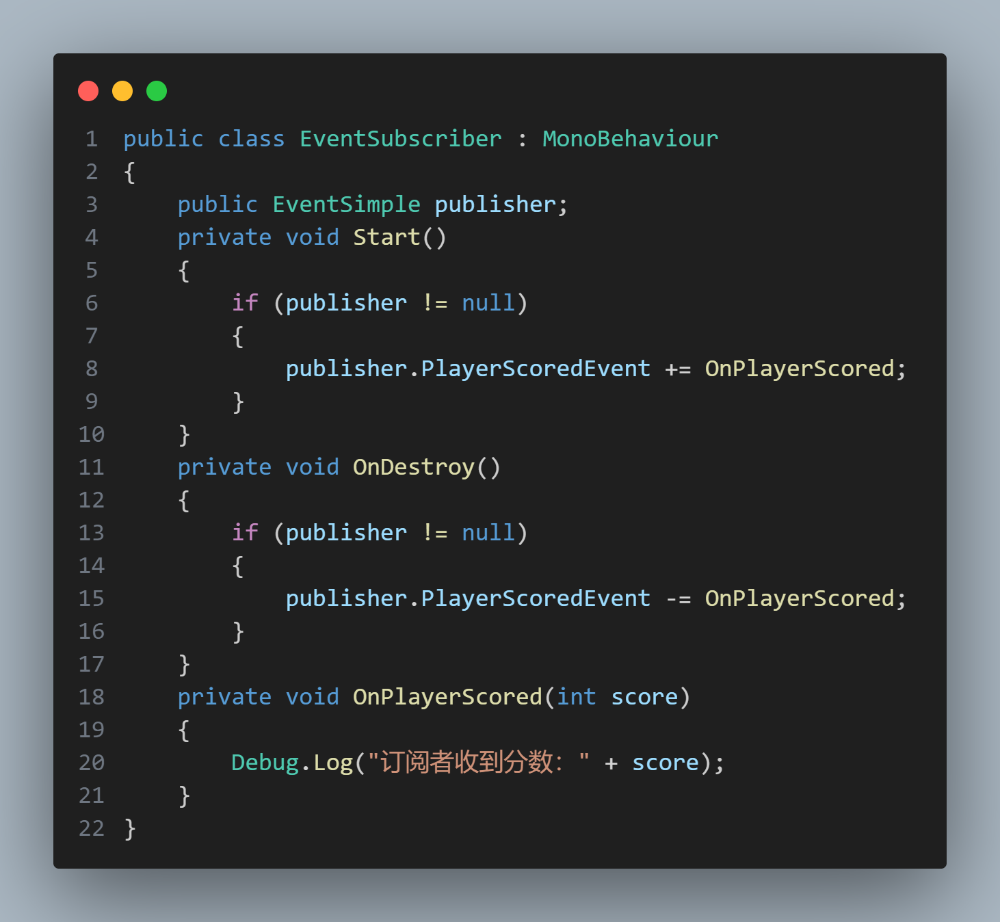 1 public class EventSubscriber : MonoBehaviour
2 {
3     public EventSimple publisher;
4     private void Start()
5     {
6         if (publisher != null)
7         {
8             publisher.PlayerScoredEvent += OnPlayerScored;
9         }
10     }
11     private void OnDestroy()
12     {
13         if (publisher != null)
14         {
15             publisher.PlayerScoredEvent -= OnPlayerScored;
16         }
17     }
18     private void OnPlayerScored(int score)
19     {
20         Debug.Log("订阅者收到分数：" + score);
21     }
22 }